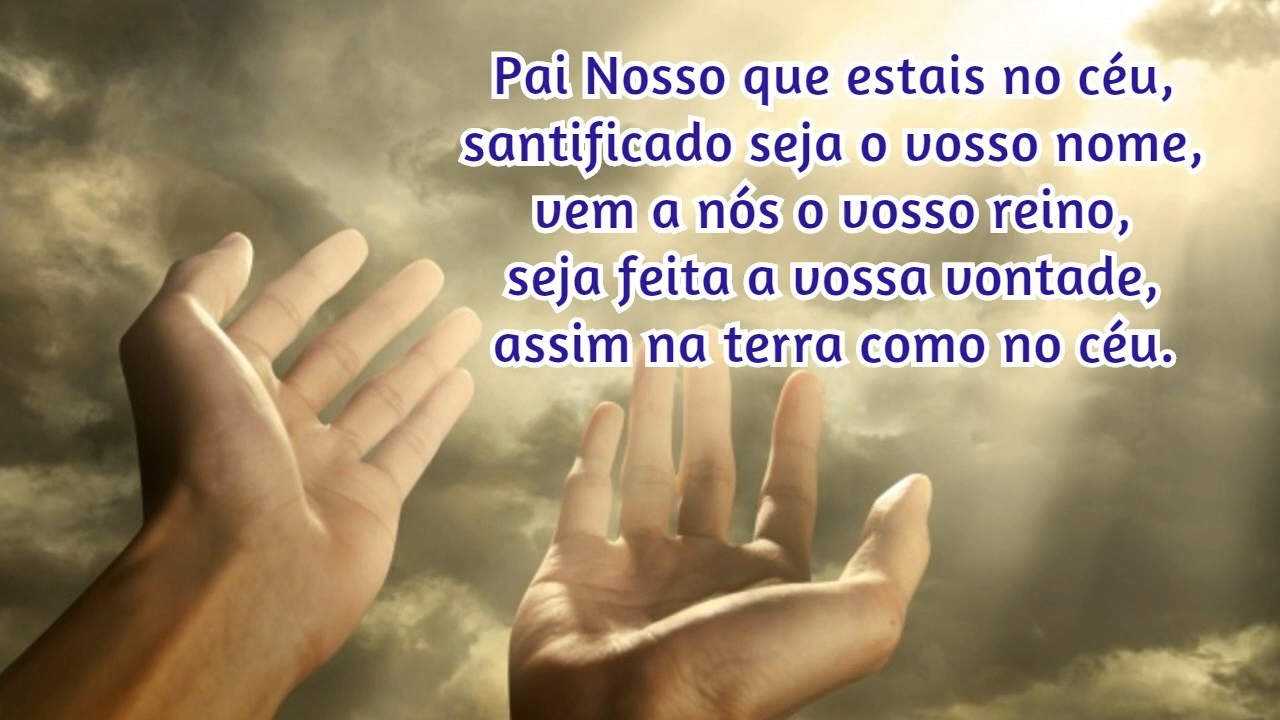 Pai Nosso que estais no céu,
santificado seja o vosso nome,
vem a nós o vosso reino,
seja feita a vossa vontade,
assim na terra como no céu.